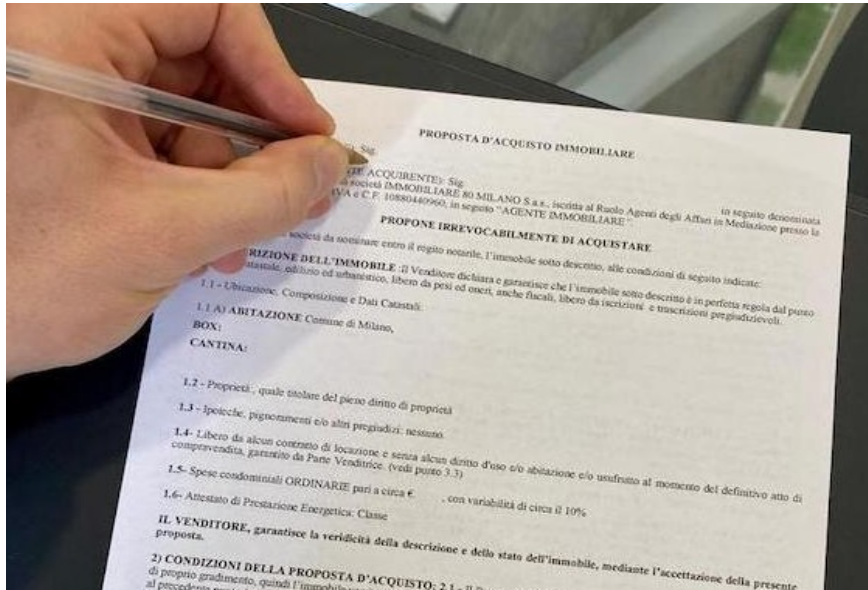 PROPOSTA D'ACQUISTO IMMOBILIARE
Sig.
ACQUIRENTE): Sig. in seguito denominata
società IMMOBILIARE 80 MILANO S.a.s., iscritta al Ruolo Agenti degli Affari in Mediazione presso la
IVA e C.F. 10880440960, in seguito "AGENTE IMMOBILIARE".
PROPONE IRREVOCABILMENTE DI ACQUISTARE
società da nominare entro il rogito notarile, l'immobile sotto descritto, alle condizioni di seguito indicate:
RIZIONE DELL'IMMOBILE :Il Venditore dichiara e garantisce che l'immobile sotto descritto è in perfetta regola dal punto
catastale, edilizio ed urbanistico, libero da pesi ed oneri, anche fiscali, libero da iscrizioni e trascrizioni pregiudizievoli.
1.1 - Ubicazione, Composizione e Dati Catastali:
1.1 A) ABITAZIONE Comune di Milano,
BOX:
CANTINA:
1.2 - Proprietà:, quale titolare del pieno diritto di proprietà
1.3 - Ipoteche, pignoramenti e/o altri pregiudizi: nessuno
1.4- Libero da alcun contratto di locazione e senza alcun diritto d'uso e/o abitazione e/o usufrutto al momento del definitivo atto di
compravendita, garantito da Parte Venditrice. (vedi punto 3.3)
1.5- Spese condominiali ORDINARIE pari a circa € , con variabilità di circa il 10%
1.6- Attestato di Prestazione Energetica: Classe
IL VENDITORE, garantisce la veridicità della descrizione e dello stato dell'immobile, mediante l'accettazione della presente
proposta.
2) CONDIZIONI DELLA PROPOSTA D'ACQUISTO: 2.1 - Il
di proprio gradimento, quindi l'immobile
al precedente